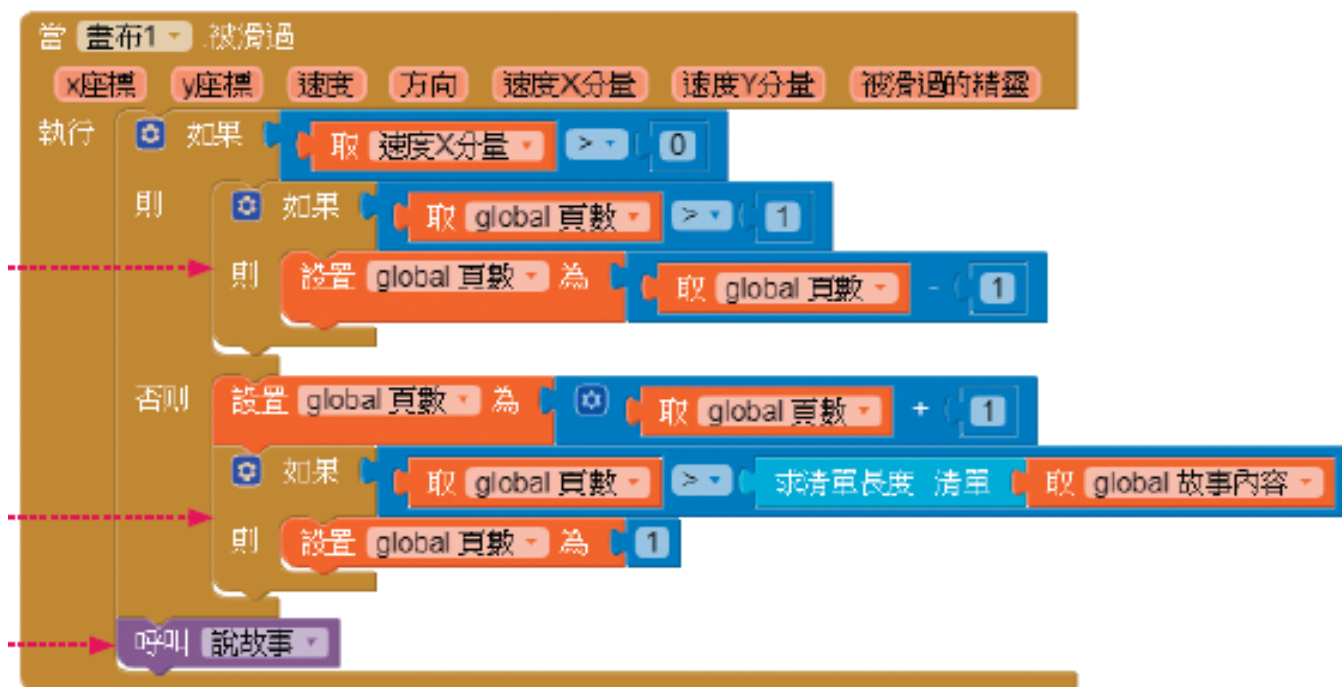 當 畫布1 .被滑過
x座標 y座標 速度 方向 速度X分量 速度Y分量 被滑過的精靈
執行 如果 取 速度X分量 > 0
則 如果 取 global 頁數 > 1
則 設置 global 頁數 為 取 global 頁數 - 1
否則 設置 global 頁數 為 取 global 頁數 + 1
如果 取 global 頁數 > 求清單長度 清單 取 global 故事內容
則 設置 global 頁數 為 1
呼叫 說故事